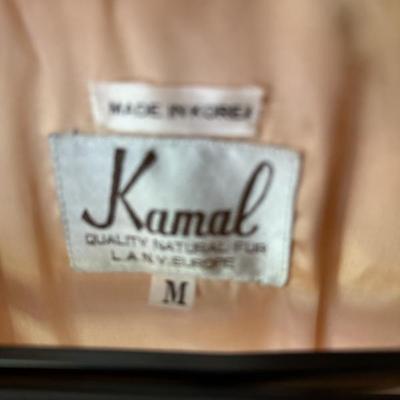 MADE IN KOREA
Kamal
QUALITY NATURAL FUR
L.A. N.Y. EUROPE
M